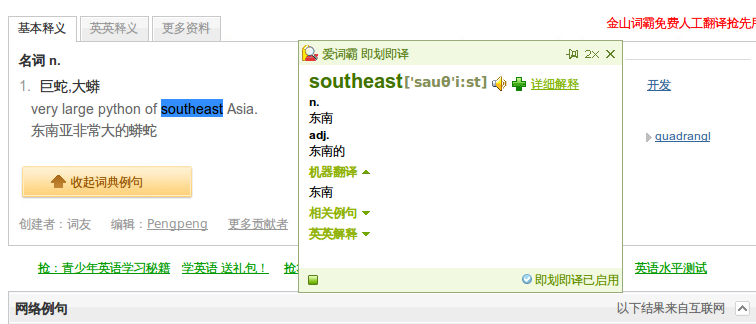 基本释义 英英释义 更多资料
金山词霸免费人工翻译抢先
名词 n.
1. 巨蛇,大蟒
very large python of southeast Asia.
东南亚非常大的蟒蛇
收起词典例句
创建者：词友 编辑：Pengpeng 更多贡献者
爱词霸 即划即译 2×
southeast ['sauθ'i:st] 详细解释
n.
东南
adj.
东南的
机器翻译
东南
相关例句
英英解释
即划即译已启用
开发
quadrangl
抢：青少年英语学习秘籍 学英语 送礼包！ 抢 英语水平测试
网络例句 以下结果来自互联网